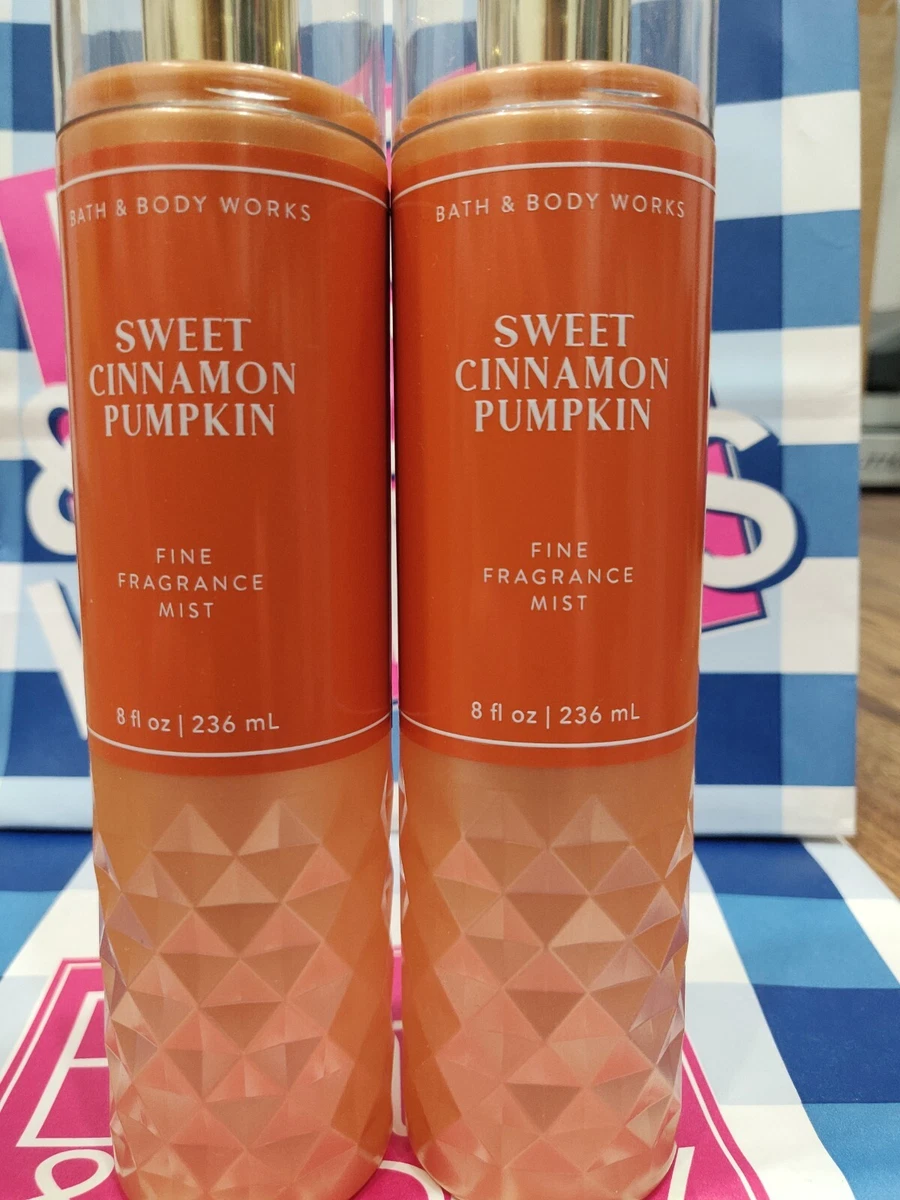 BATH & BODY WORKS
SWEET
CINNAMON
PUMPKIN
FINE
FRAGRANCE
MIST
8 fl oz | 236 mL
BATH & BODY WORKS
SWEET
CINNAMON
PUMPKIN
FINE
FRAGRANCE
MIST
8 fl oz | 236 mL
&
S
B
&